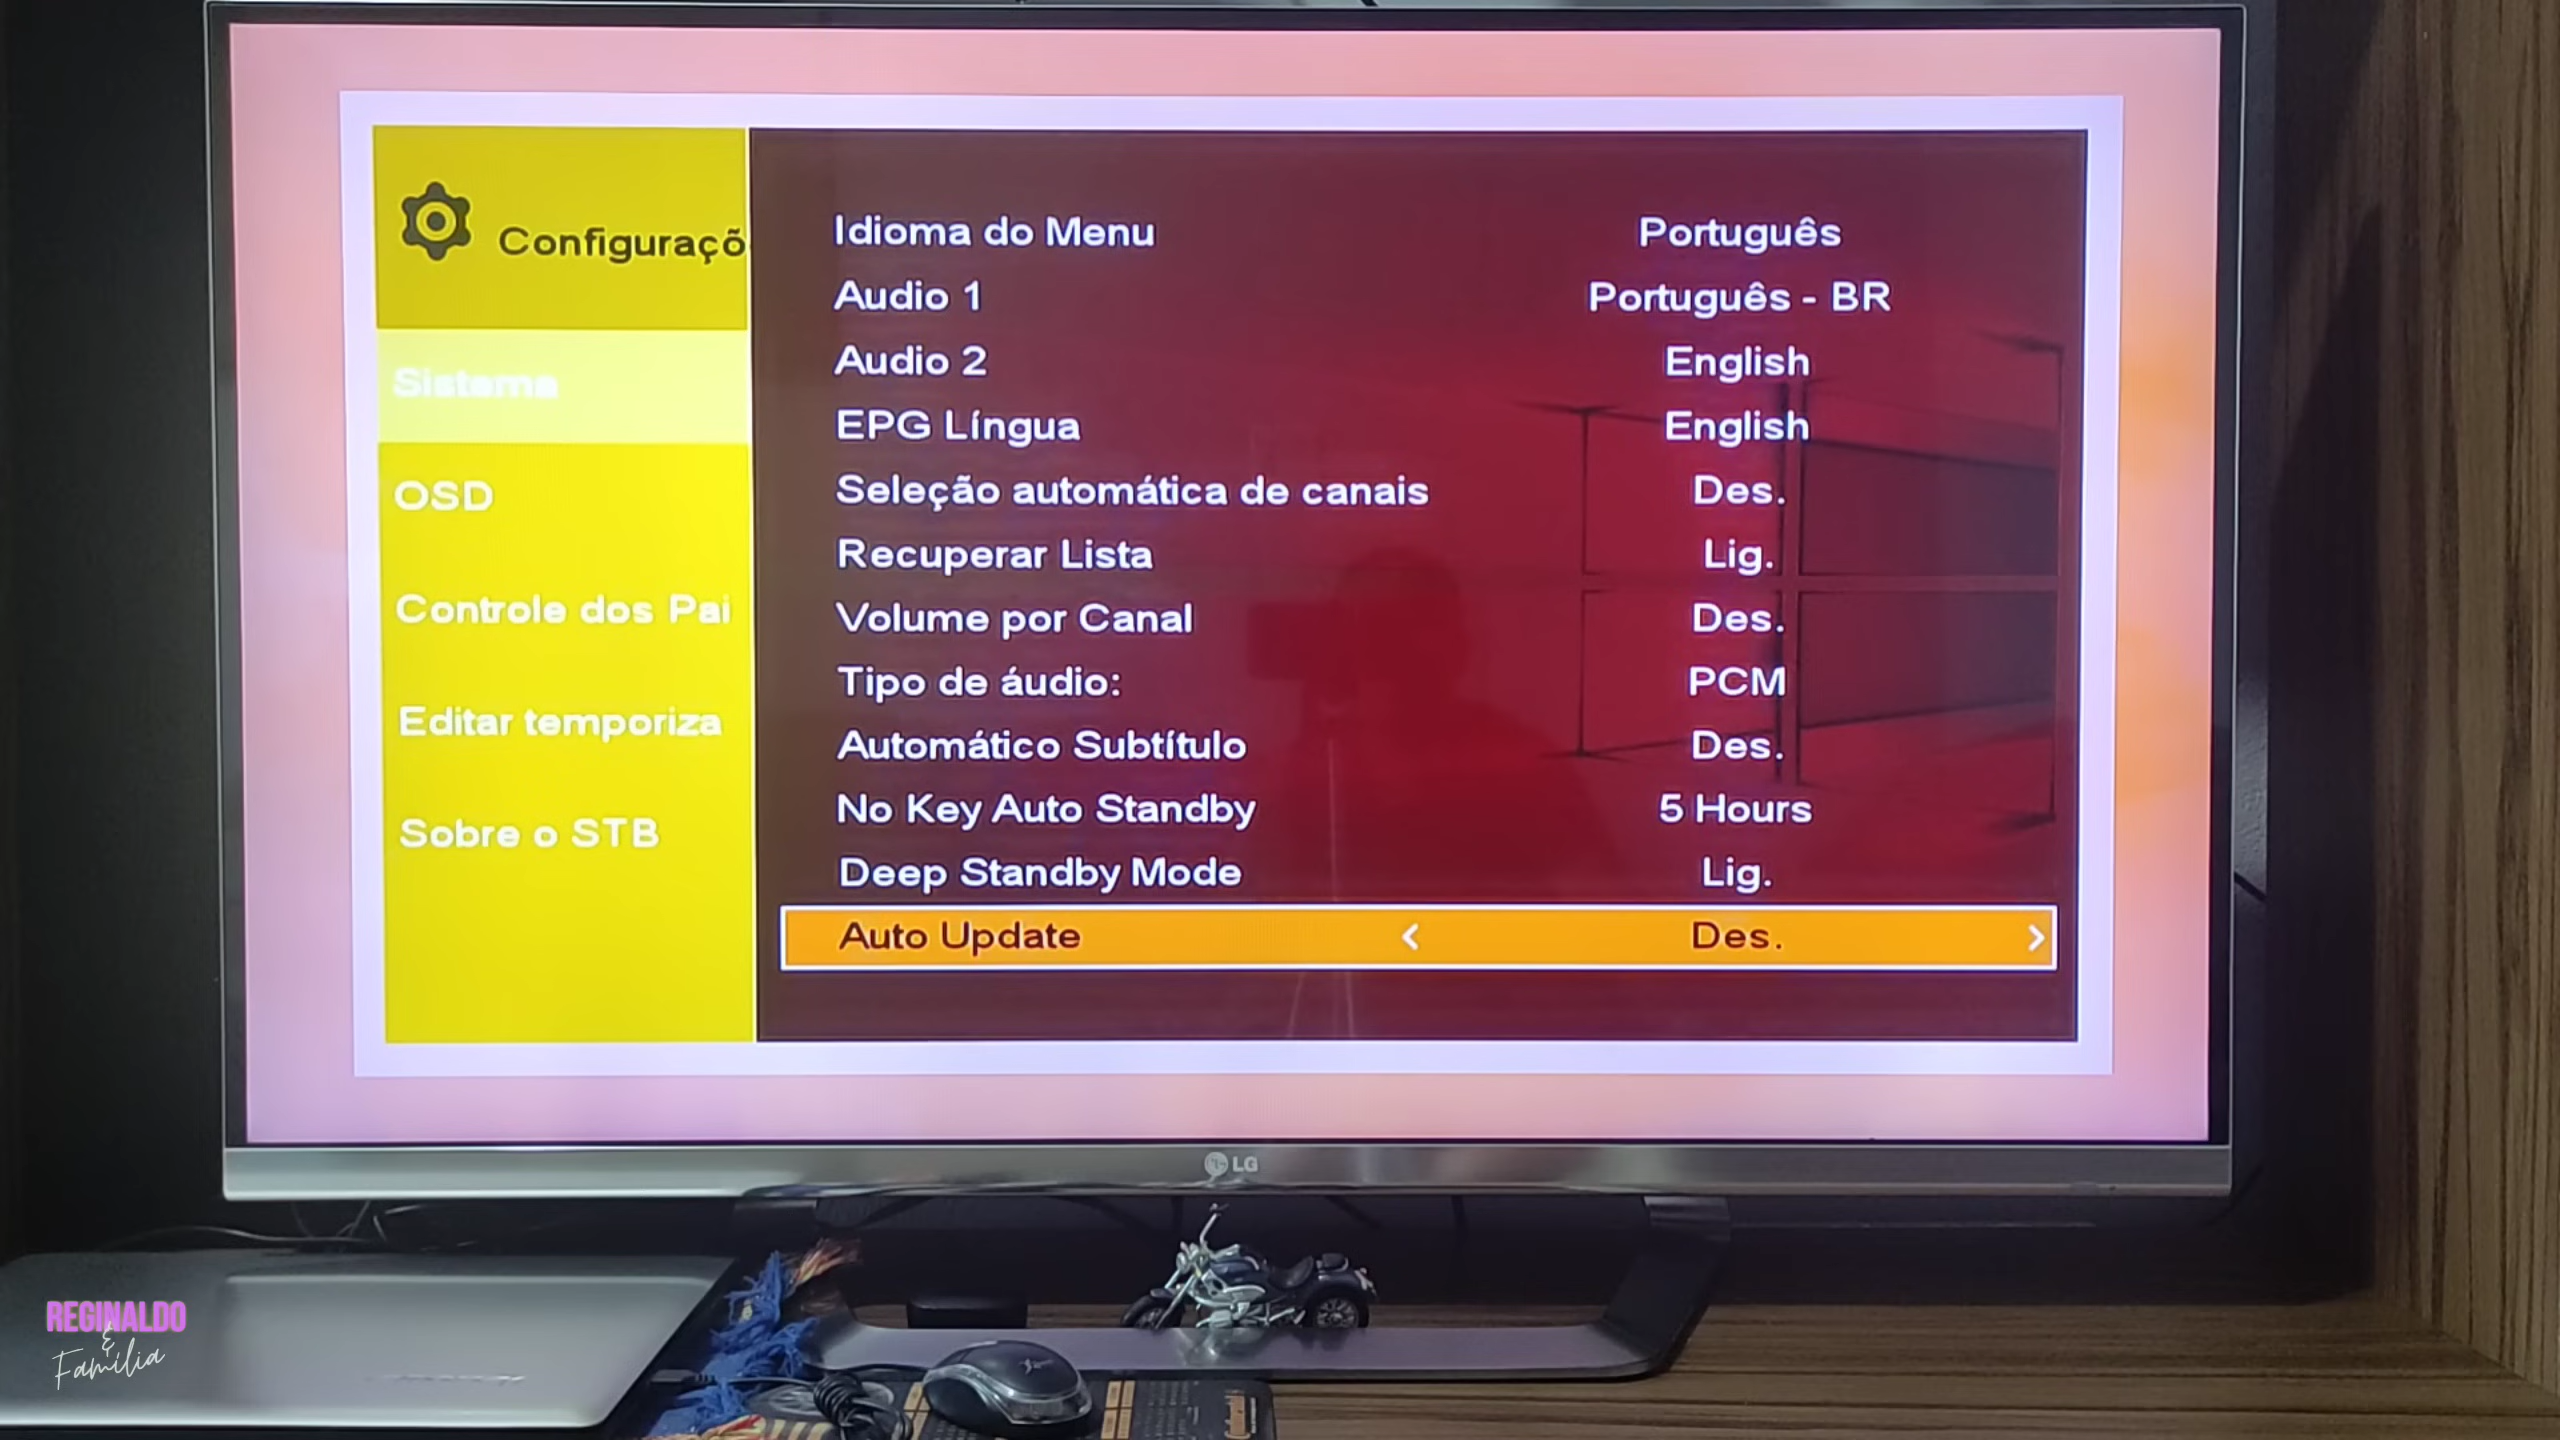 Configuraçõ
Sistema
OSD
Controle dos Pai
Editar temporiza
Sobre o STB
Idioma do Menu Português
Audio 1 Português - BR
Audio 2 English
EPG Língua English
Seleção automática de canais Des.
Recuperar Lista Lig.
Volume por Canal Des.
Tipo de áudio: PCM
Automático Subtítulo Des.
No Key Auto Standby 5 Hours
Deep Standby Mode Lig.
Auto Update < Des. >
LG
REGINALDO
&
Família